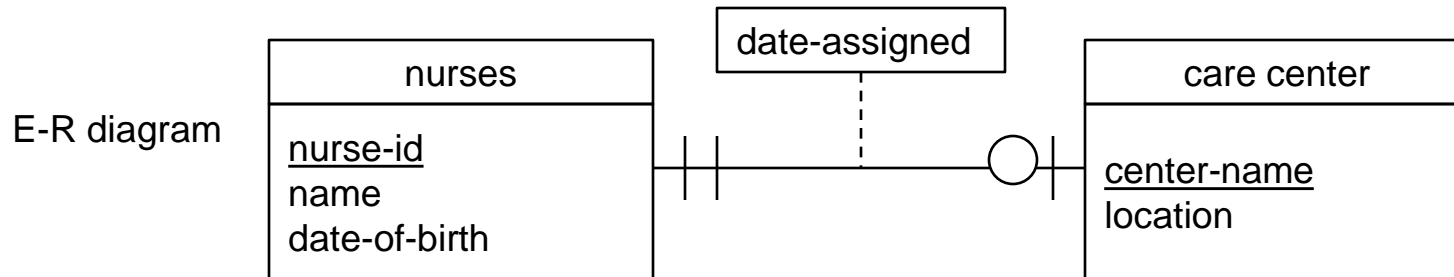 date-assigned
nurses
care center
E-R diagram
nurse-id
name
date-of-birth
center-name
location